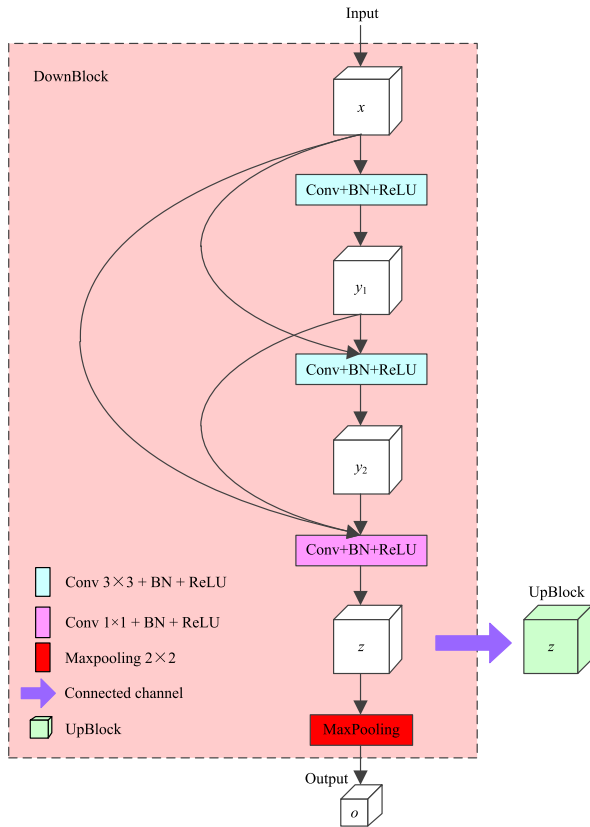 Input
DownBlock
x
Conv+BN+ReLU
y₁
Conv+BN+ReLU
y₂
Conv+BN+ReLU
Conv 3×3 + BN + ReLU
UpBlock
Conv 1×1 + BN + ReLU
z
z
Maxpooling 2×2
Connected channel
UpBlock
MaxPooling
Output
o